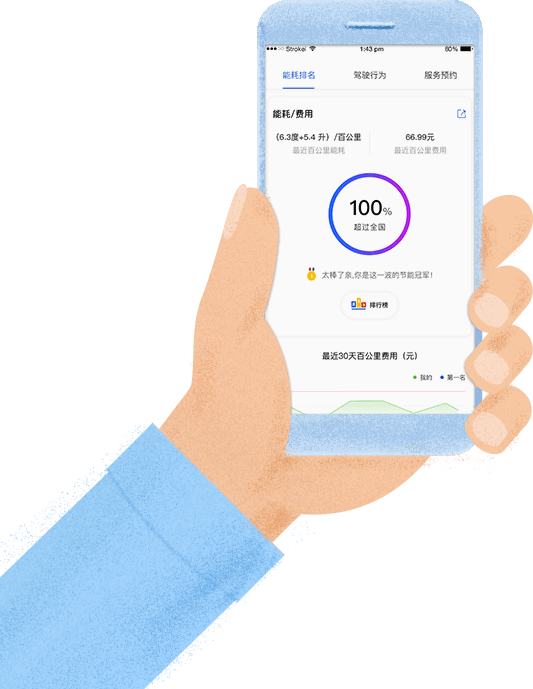 Strokei 1:43 pm 80%
能耗排名 驾驶行为 服务预约
能耗/费用
（6.3度+5.4 升）/百公里 66.99元
最近百公里能耗 最近百公里费用
100%
超过全国
太棒了亲,你是这一波的节能冠军!
排行榜
最近30天百公里费用（元）
我的 第一名